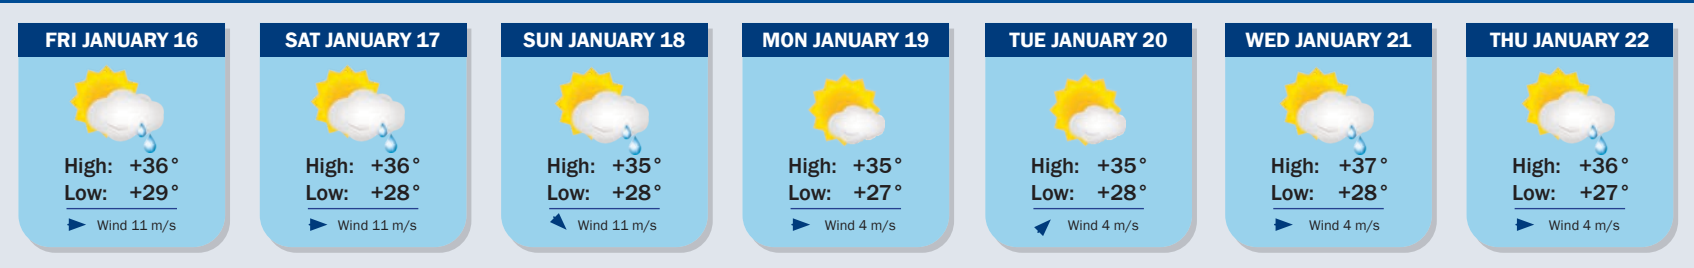 FRI JANUARY 16
High: +36°
Low: +29°
Wind 11 m/s
SAT JANUARY 17
High: +36°
Low: +28°
Wind 11 m/s
SUN JANUARY 18
High: +35°
Low: +28°
Wind 11 m/s
MON JANUARY 19
High: +35°
Low: +27°
Wind 4 m/s
TUE JANUARY 20
High: +35°
Low: +28°
Wind 4 m/s
WED JANUARY 21
High: +37°
Low: +28°
Wind 4 m/s
THU JANUARY 22
High: +36°
Low: +27°
Wind 4 m/s